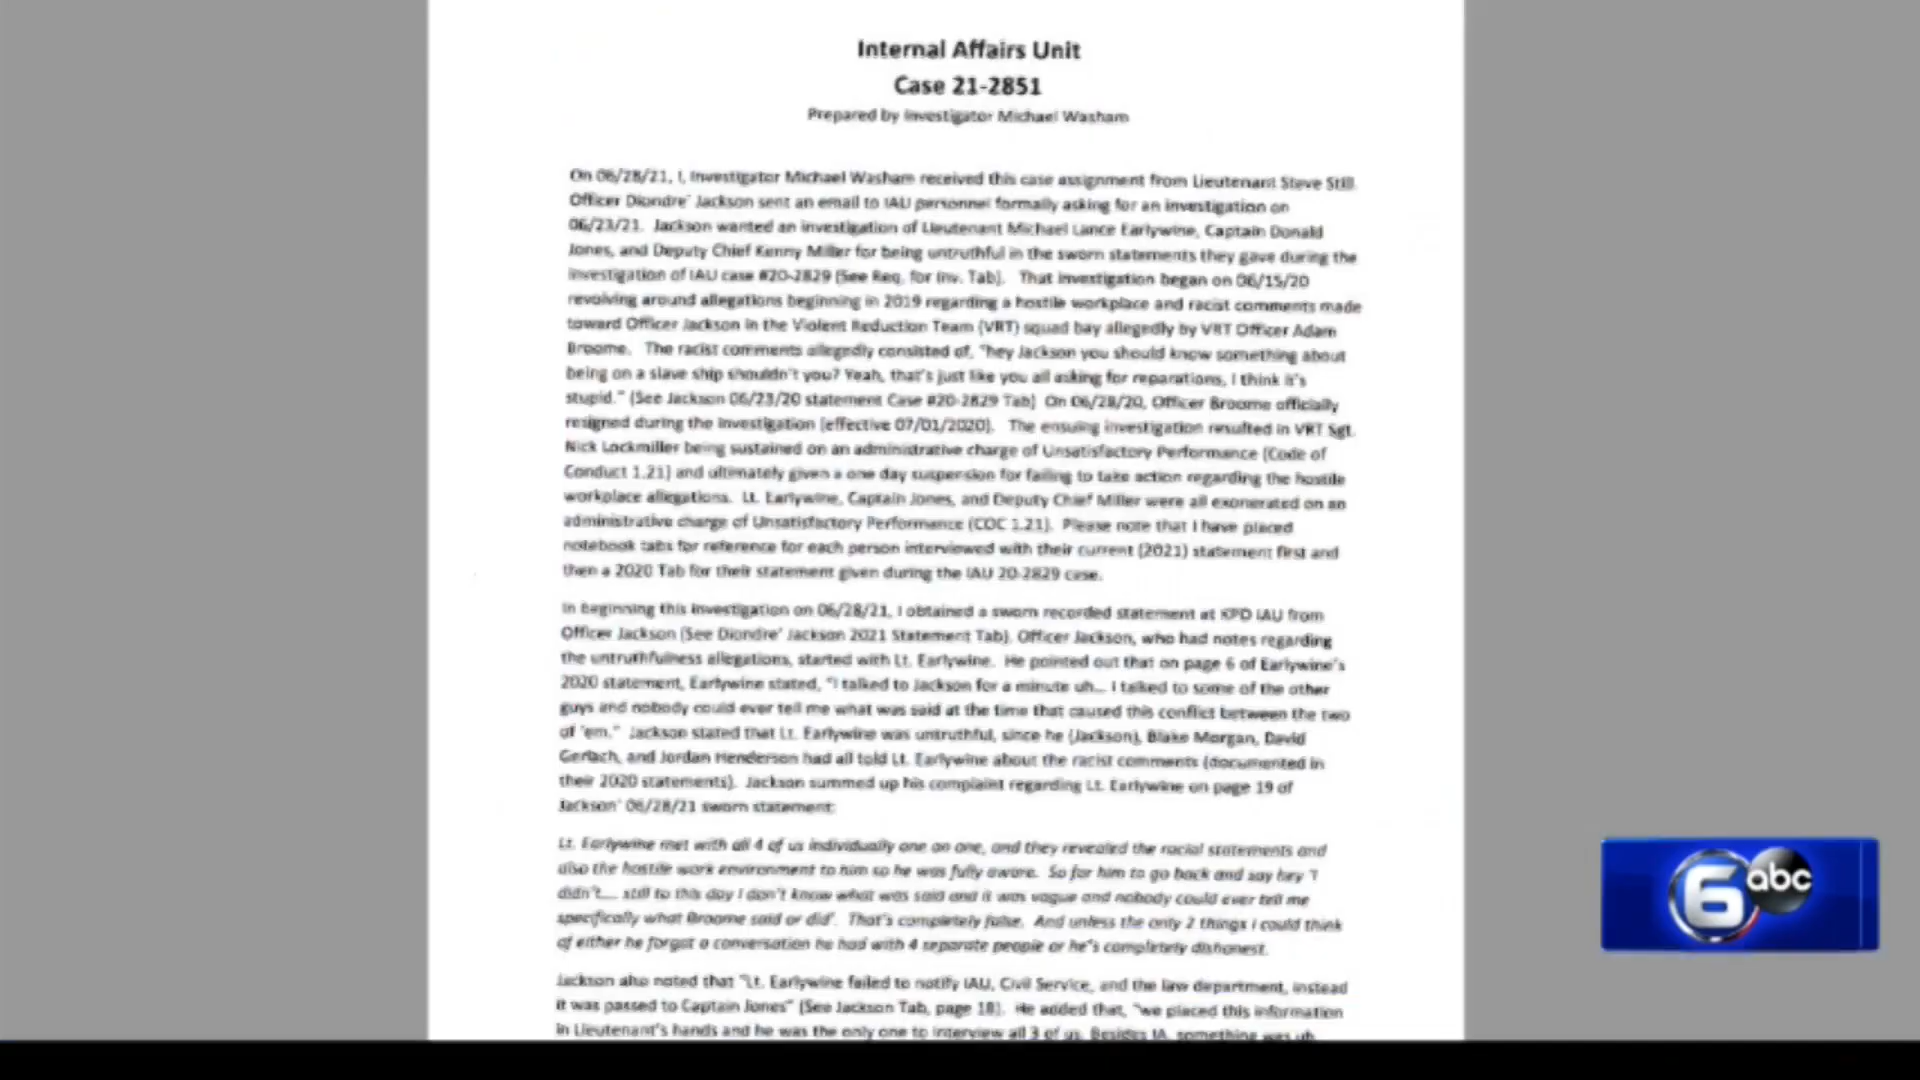 Internal Affairs Unit
Case 21-2851
Prepared by Investigator Michael Washam
On 06/28/21, I, Investigator Michael Washam received this case assignment from Lieutenant Steve Still.
Officer Diondre' Jackson sent an email to IAU personnel formally asking for an investigation on
06/23/21. Jackson wanted an investigation of Lieutenant Michael Lance Earlywine, Captain Donald
Jones, and Deputy Chief Kenny Miller for being untruthful in the sworn statements they gave during the
investigation of IAU case #20-2829 (See Req. for Inv. Tab). That investigation began on 06/15/20
revolving around allegations beginning in 2019 regarding a hostile workplace and racist comments made
toward Officer Jackson in the Violent Reduction Team (VRT) squad bay allegedly by VRT Officer Adam
Broome. The racist comments allegedly consisted of, "hey Jackson you should know something about
being on a slave ship shouldn't you? Yeah, that's just like you all asking for reparations, I think it's
stupid." (See Jackson 06/23/20 statement Case #20-2829 Tab) On 06/28/20, Officer Broome officially
resigned during the investigation (effective 07/01/2020). The ensuing investigation resulted in VRT Sgt.
Nick Lockmiller being sustained on an administrative charge of Unsatisfactory Performance (Code of
Conduct 1.21) and ultimately given a one day suspension for failing to take action regarding the hostile
workplace allegations. Lt. Earlywine, Captain Jones, and Deputy Chief Miller were all exonerated on an
administrative charge of Unsatisfactory Performance (COC 1.21). Please note that I have placed
notebook tabs for reference for each person interviewed with their current (2021) statement first and
then a 2020 Tab for their statement given during the IAU 20-2829 case.
In beginning this investigation on 06/28/21, I obtained a sworn recorded statement at KPD IAU from
Officer Jackson (See Diondre' Jackson 2021 Statement Tab). Officer Jackson, who had notes regarding
the untruthfulness allegations, started with Lt. Earlywine. He pointed out that on page 6 of Earlywine's
2020 statement, Earlywine stated, "I talked to Jackson for a minute uh... I talked to some of the other
guys and nobody could ever tell me what was said at the time that caused this conflict between the two
of 'em." Jackson stated that Lt. Earlywine was untruthful, since he (Jackson), Blake Morgan, David
Gerlach, and Jordan Henderson had all told Lt. Earlywine about the racist comments (documented in
their 2020 statements). Jackson summed up his complaint regarding Lt. Earlywine on page 19 of
Jackson' 06/28/21 sworn statement:
Lt. Earlywine met with all 4 of us individually one on one, and they revealed the racial statements and
also the hostile work environment to him so he was fully aware. So for him to go back and say hey 'I
didn't.... still to this day I don't know what was said and it was vague and nobody could ever tell me
specifically what Broome said or did'. That's completely false. And unless the only 2 things I could think
of either he forgot a conversation he had with 4 separate people or he's completely dishonest.
Jackson also noted that "Lt. Earlywine failed to notify IAU, Civil Service, and the law department, instead
it was passed to Captain Jones" (See Jackson Tab, page 18). He added that, "we placed this information
in Lieutenant's hands and he was the only one to interview all 3 of us. Besides IA, something was uh
6 abc